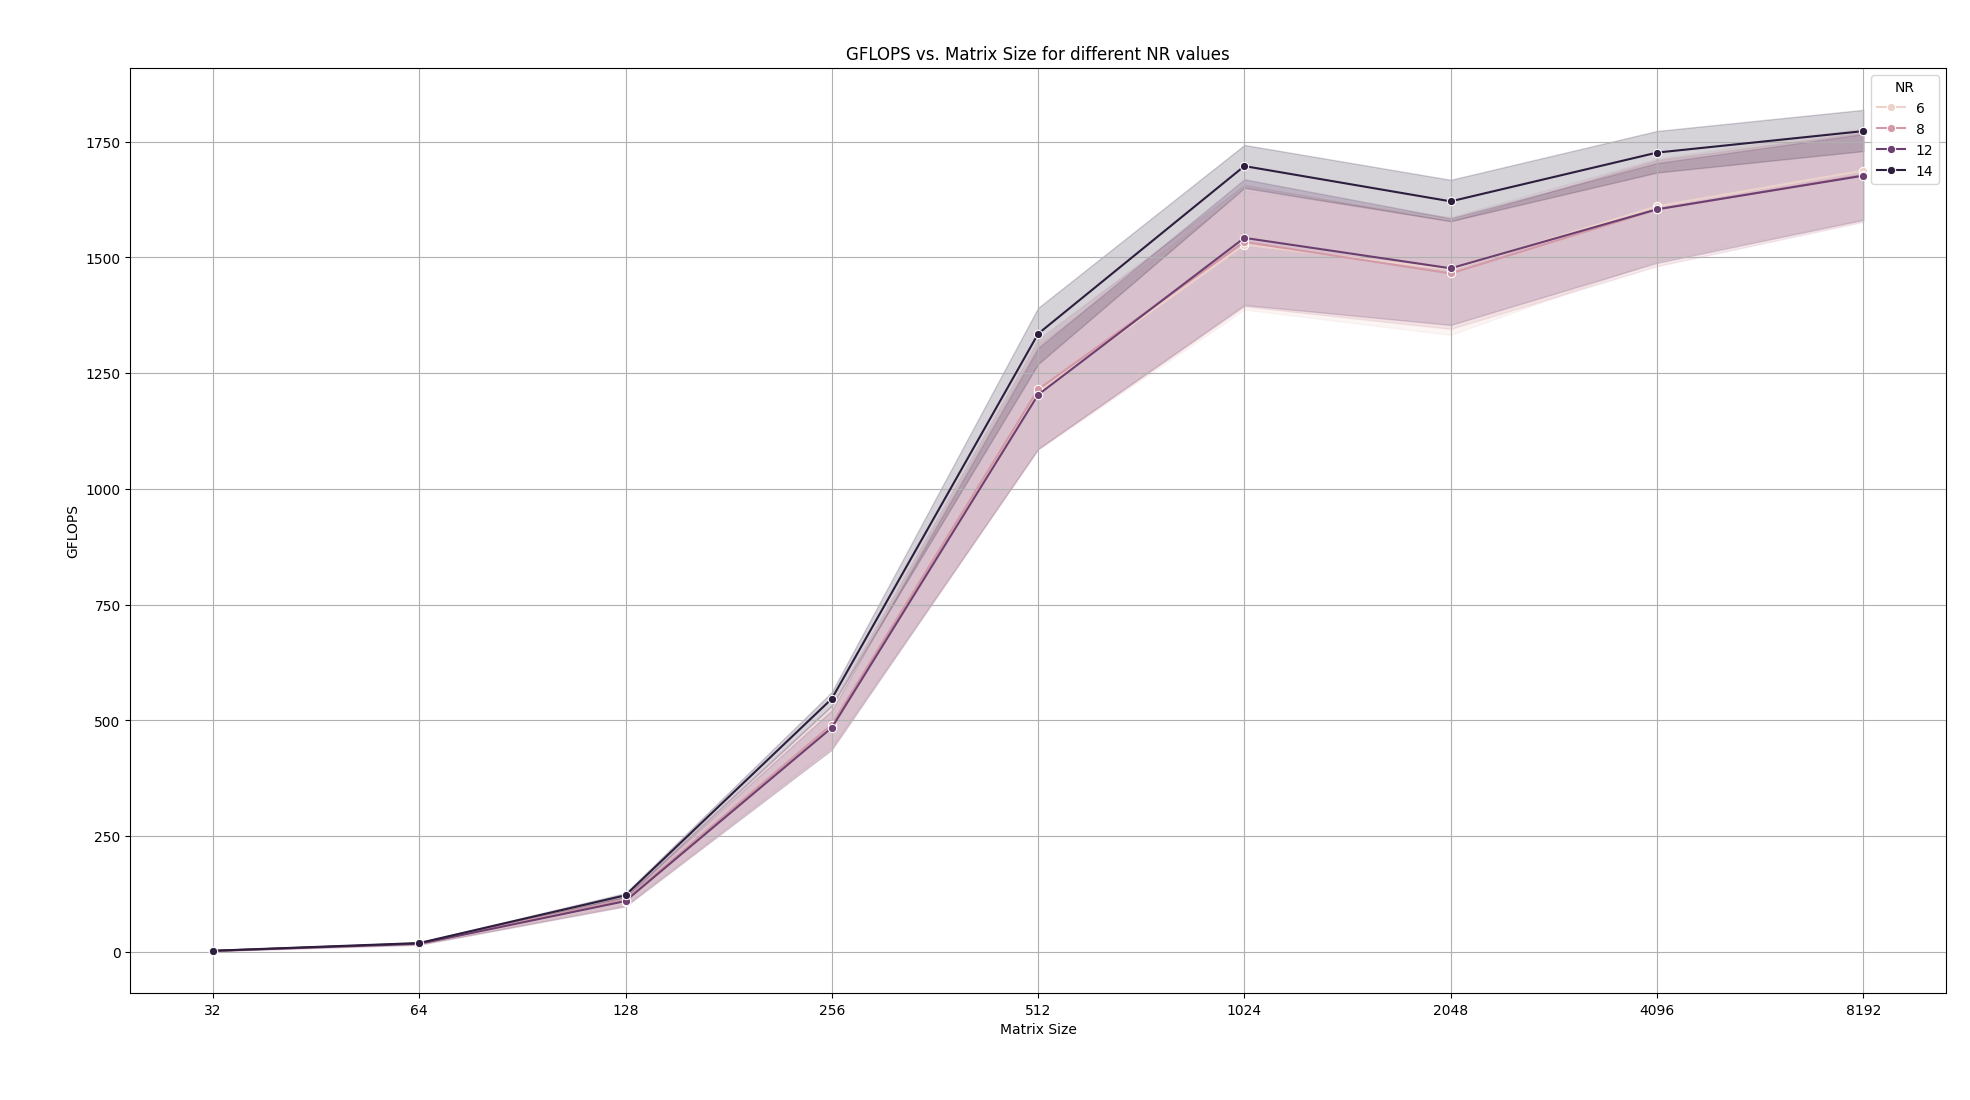 GFLOPS vs. Matrix Size for different NR values
NR
6
8
12
14
1750
1500
1250
1000
750
500
250
0
GFLOPS
32 64 128 256 512 1024 2048 4096 8192
Matrix Size